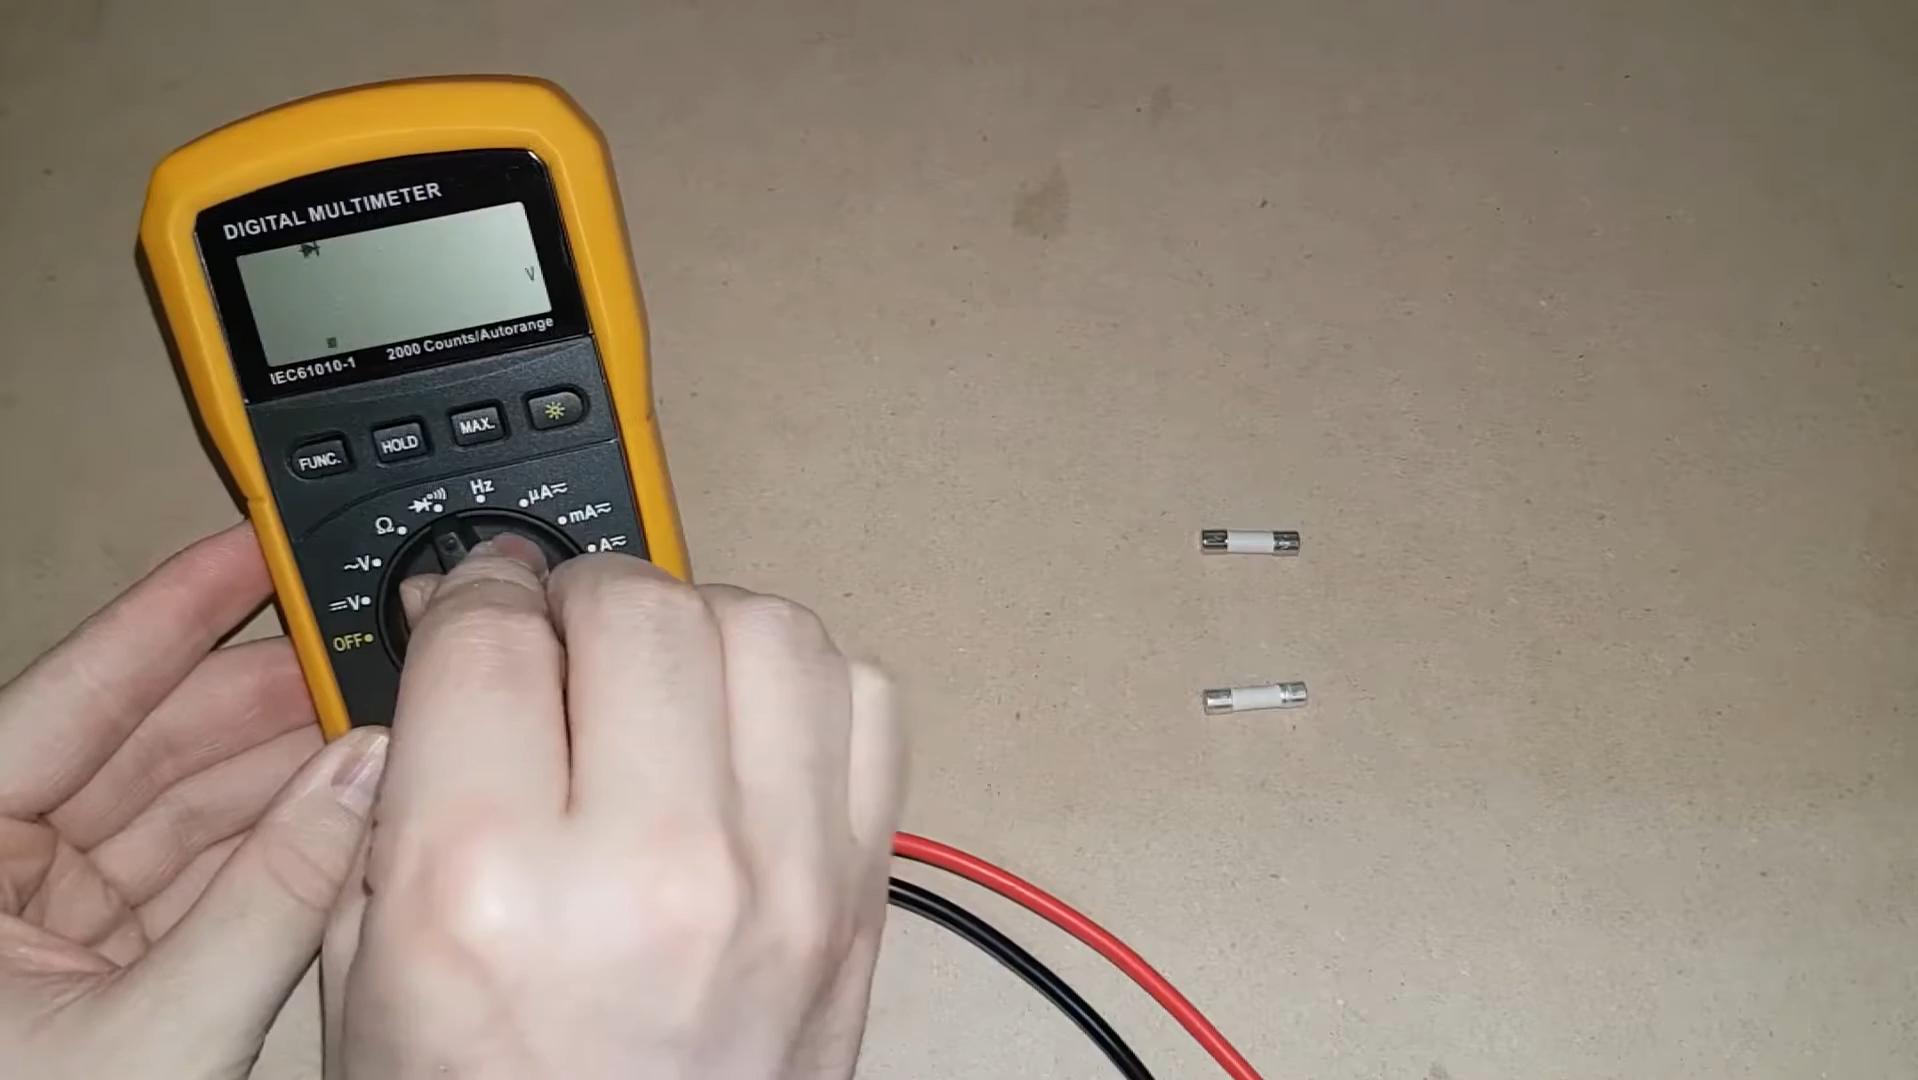 DIGITAL MULTIMETER
V
IEC61010-1 2000 Counts/Autorange
FUNC. HOLD MAX.
Hz
µA
mA
A
Ω
~V
V
OFF